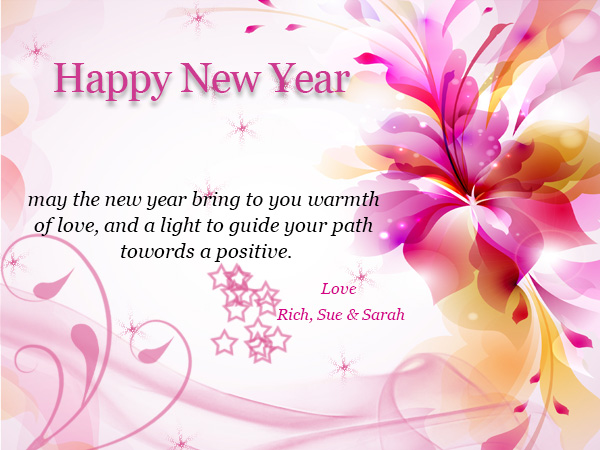 Happy New Year
may the new year bring to you warmth
of love, and a light to guide your path
towards a positive.
Love
Rich, Sue & Sarah